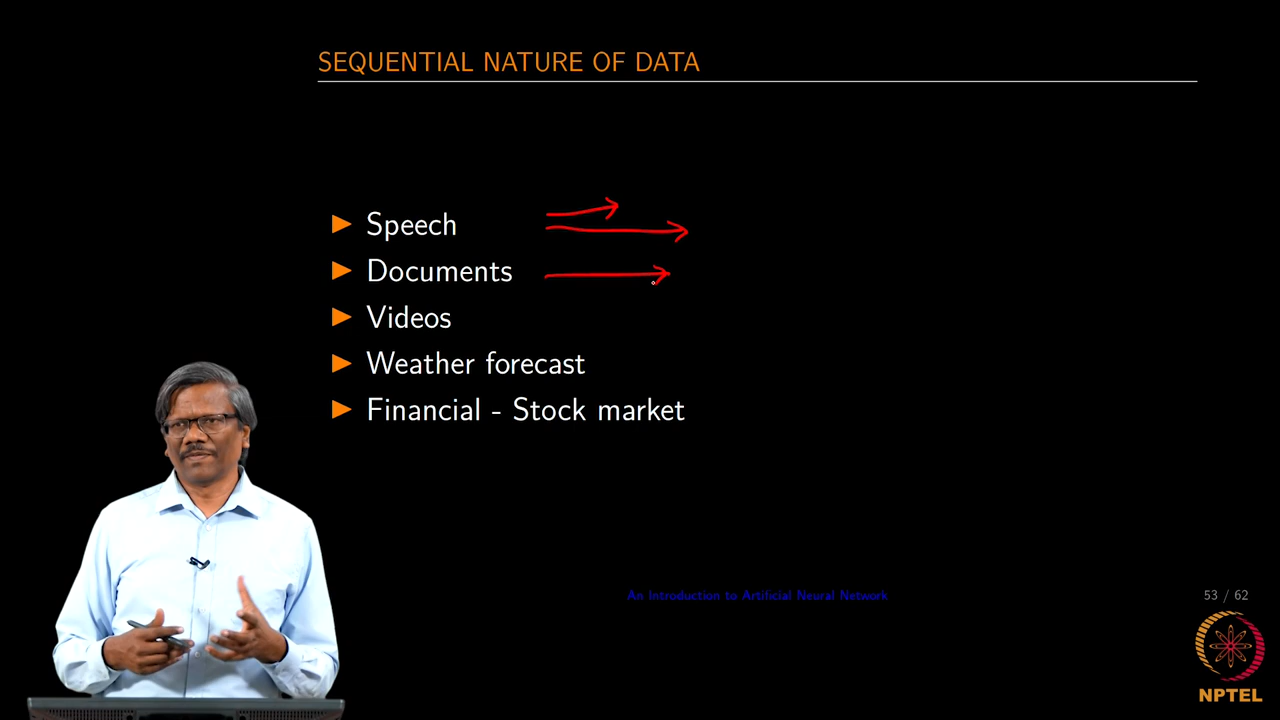 SEQUENTIAL NATURE OF DATA
Speech
Documents
Videos
Weather forecast
Financial - Stock market
An Introduction to Artificial Neural Network
53 / 62
NPTEL